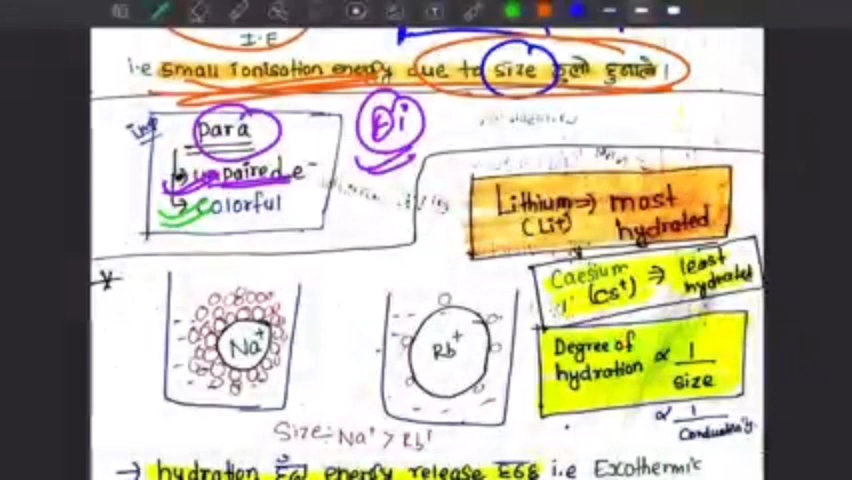 I.E
i.e small ionisation energy due to size
imp
para
unpaired e⁻
Colorful
Lithium ⇒ most
(Li⁺) hydrated
Caesium
(Cs⁺) ⇒ least
hydrated
Na⁺
Rb⁺
Degree of
hydration ∝ 1/size
∝ 1/Conductivity
Size:- Na⁺ > Rb⁺
→ hydration energy release i.e Exothermic